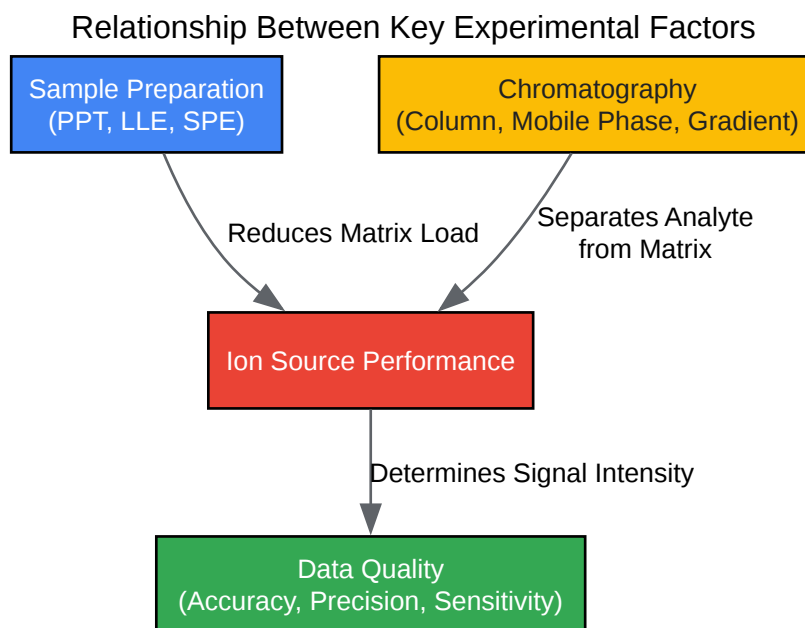 Relationship Between Key Experimental Factors
Sample Preparation
(PPT, LLE, SPE)
Chromatography
(Column, Mobile Phase, Gradient)
Reduces Matrix Load
Separates Analyte
from Matrix
Ion Source Performance
Determines Signal Intensity
Data Quality
(Accuracy, Precision, Sensitivity)